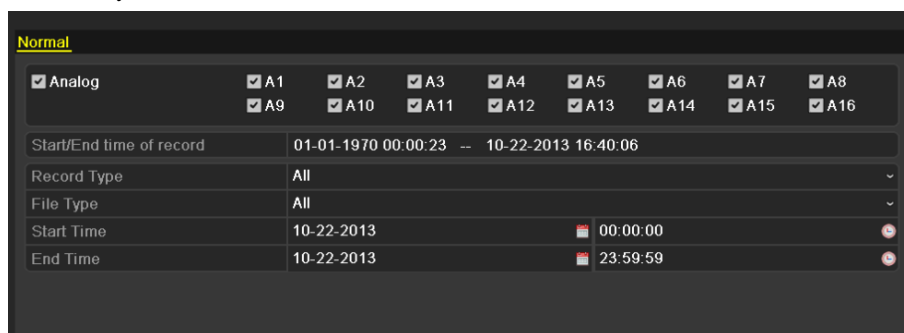 Normal
Analog A1 A2 A3 A4 A5 A6 A7 A8
A9 A10 A11 A12 A13 A14 A15 A16
Start/End time of record 01-01-1970 00:00:23 -- 10-22-2013 16:40:06
Record Type All
File Type All
Start Time 10-22-2013 00:00:00
End Time 10-22-2013 23:59:59